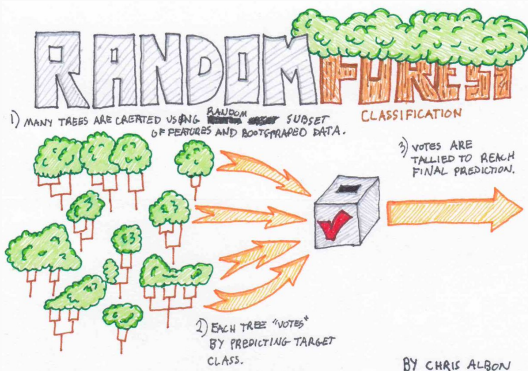 RANDOM FOREST
CLASSIFICATION
1) MANY TREES ARE CREATED USING RANDOM SUBSET
OF FEATURES AND BOOTSTRAPED DATA.
3) VOTES ARE
TALLIED TO REACH
FINAL PREDICTION.
2) EACH TREE "VOTES"
BY PREDICTING TARGET
CLASS.
BY CHRIS ALBON